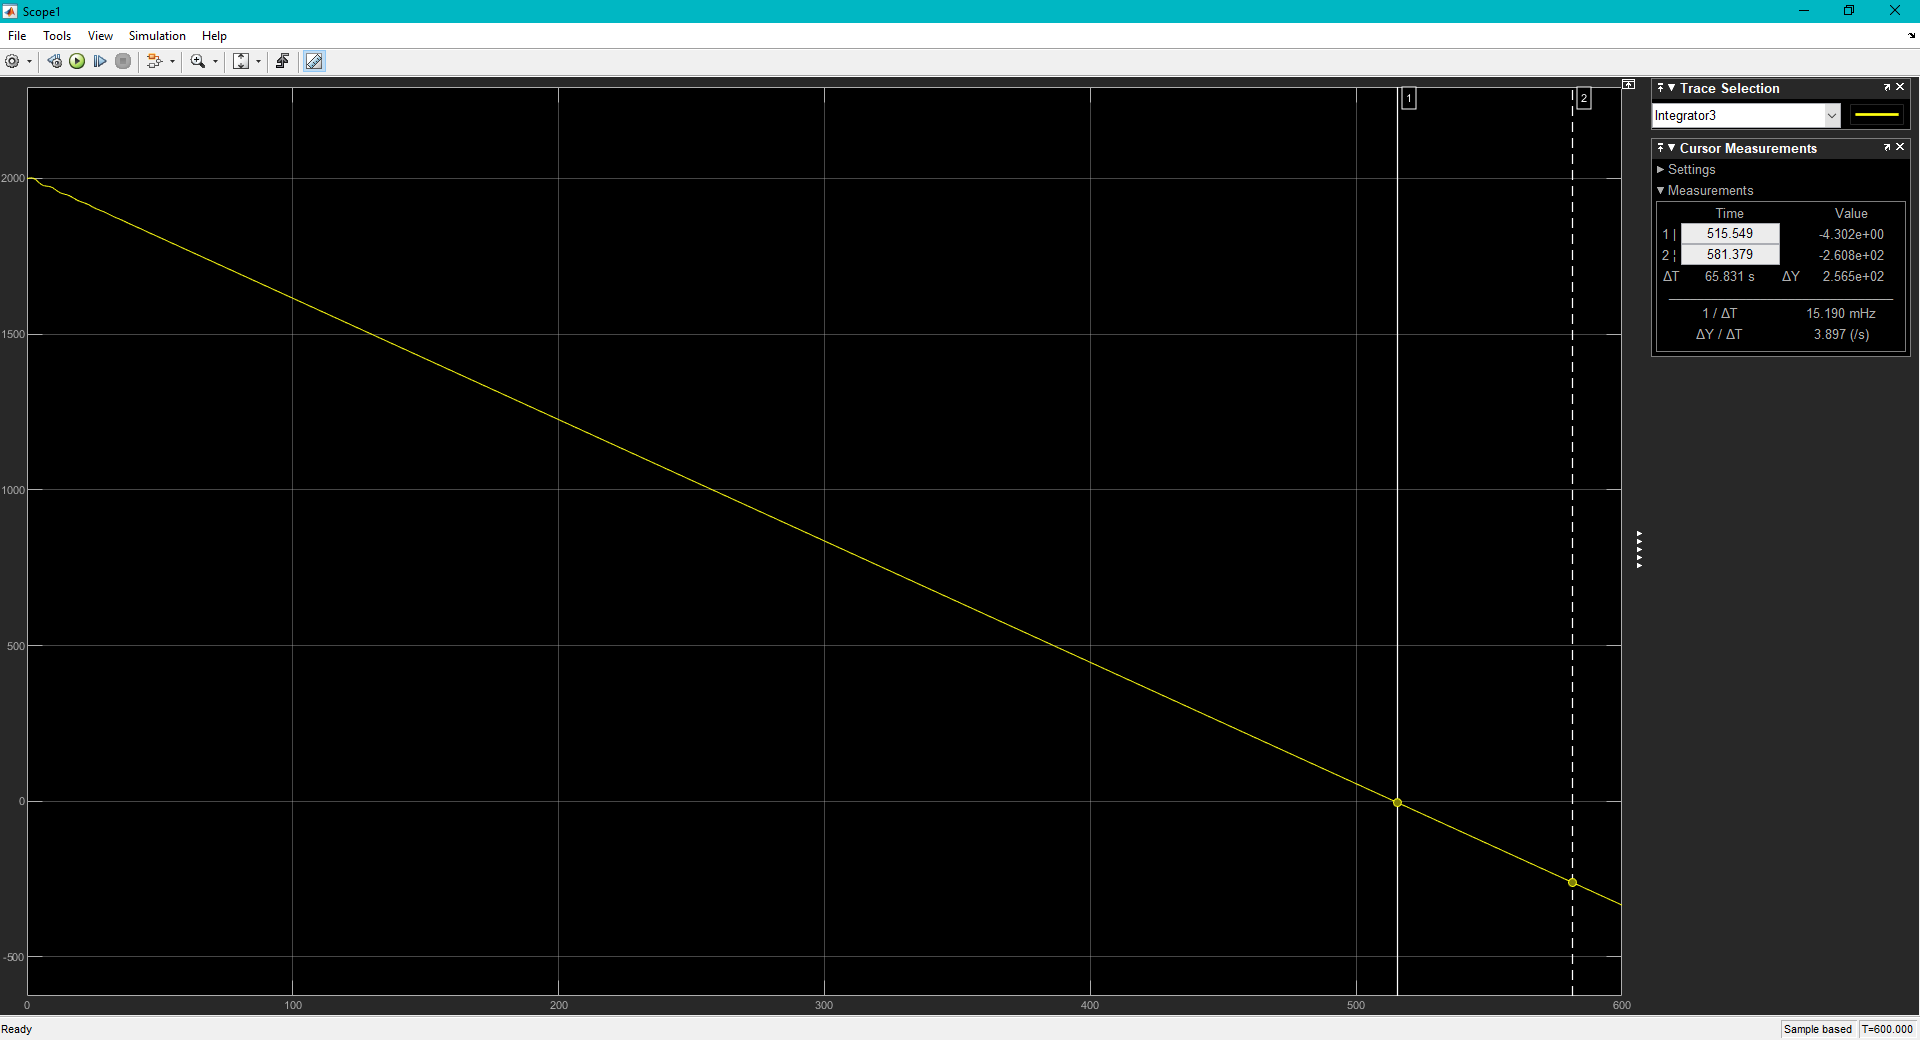 Scope1
File Tools View Simulation Help
1
2
2000
1500
1000
500
0
-500
0 100 200 300 400 500 600
Trace Selection
Integrator3
Cursor Measurements
Settings
Measurements
Time Value
1 | 515.549 -4.302e+00
2 ¦ 581.379 -2.608e+02
ΔT 65.831 s ΔY 2.565e+02
1 / ΔT 15.190 mHz
ΔY / ΔT 3.897 (/s)
Ready Sample based T=600.000